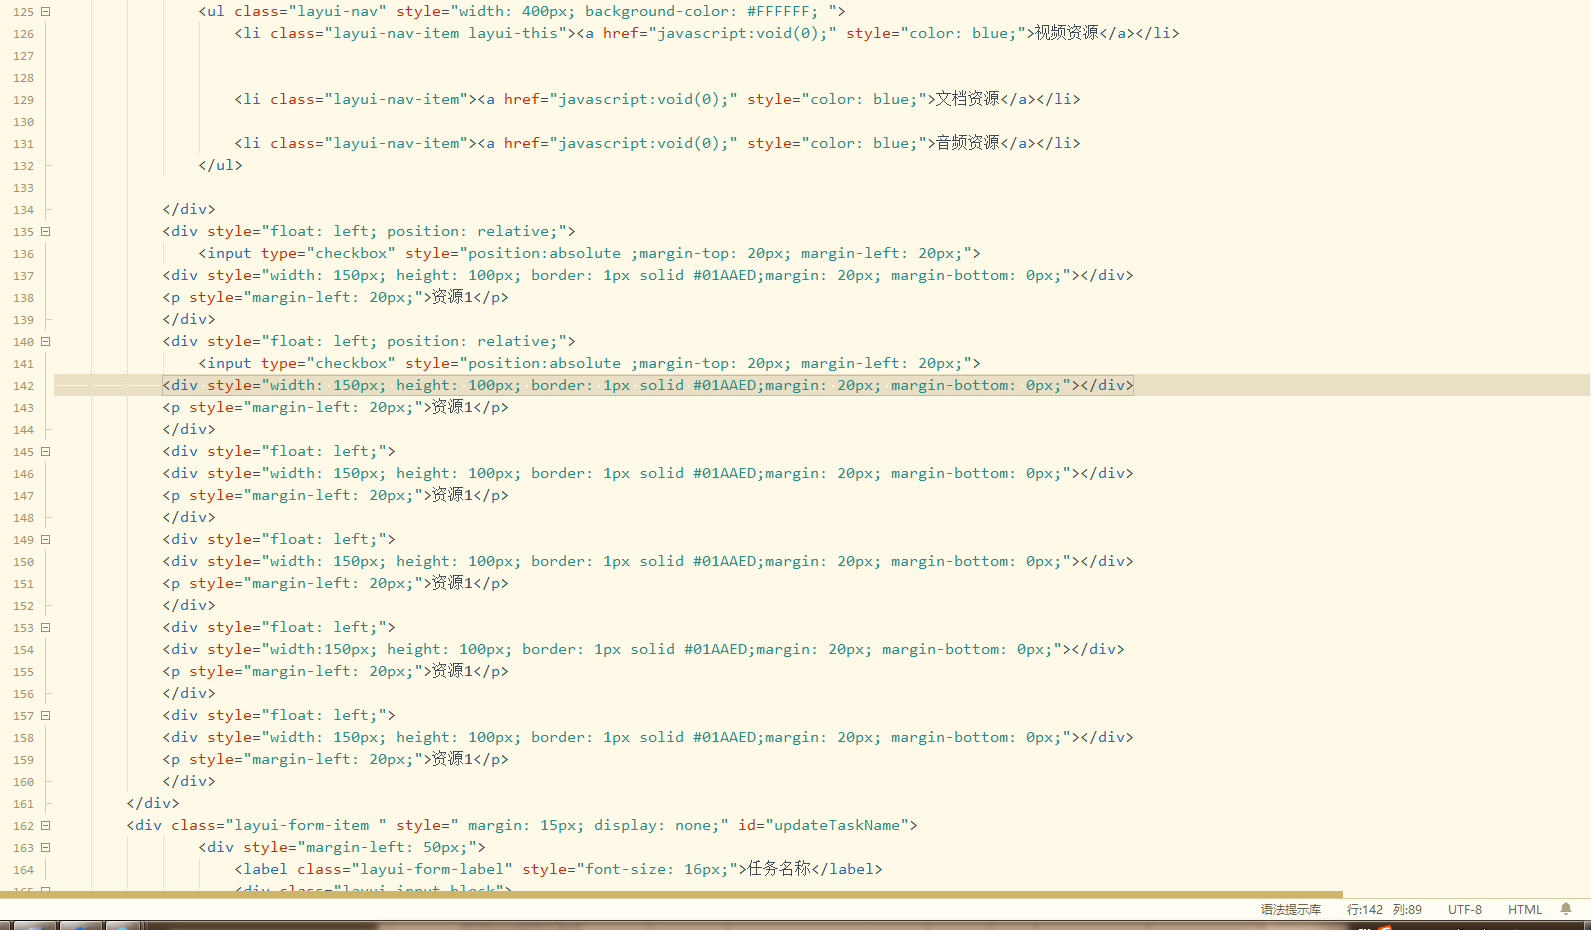 125 <ul class="layui-nav" style="width: 400px; background-color: #FFFFFF; ">
126 <li class="layui-nav-item layui-this"><a href="javascript:void(0);" style="color: blue;">视频资源</a></li>
127
128
129 <li class="layui-nav-item"><a href="javascript:void(0);" style="color: blue;">文档资源</a></li>
130
131 <li class="layui-nav-item"><a href="javascript:void(0);" style="color: blue;">音频资源</a></li>
132 </ul>
133
134 </div>
135 <div style="float: left; position: relative;">
136 <input type="checkbox" style="position:absolute ;margin-top: 20px; margin-left: 20px;">
137 <div style="width: 150px; height: 100px; border: 1px solid #01AAED;margin: 20px; margin-bottom: 0px;"></div>
138 <p style="margin-left: 20px;">资源1</p>
139 </div>
140 <div style="float: left; position: relative;">
141 <input type="checkbox" style="position:absolute ;margin-top: 20px; margin-left: 20px;">
142 <div style="width: 150px; height: 100px; border: 1px solid #01AAED;margin: 20px; margin-bottom: 0px;"></div>
143 <p style="margin-left: 20px;">资源1</p>
144 </div>
145 <div style="float: left;">
146 <div style="width: 150px; height: 100px; border: 1px solid #01AAED;margin: 20px; margin-bottom: 0px;"></div>
147 <p style="margin-left: 20px;">资源1</p>
148 </div>
149 <div style="float: left;">
150 <div style="width: 150px; height: 100px; border: 1px solid #01AAED;margin: 20px; margin-bottom: 0px;"></div>
151 <p style="margin-left: 20px;">资源1</p>
152 </div>
153 <div style="float: left;">
154 <div style="width:150px; height: 100px; border: 1px solid #01AAED;margin: 20px; margin-bottom: 0px;"></div>
155 <p style="margin-left: 20px;">资源1</p>
156 </div>
157 <div style="float: left;">
158 <div style="width: 150px; height: 100px; border: 1px solid #01AAED;margin: 20px; margin-bottom: 0px;"></div>
159 <p style="margin-left: 20px;">资源1</p>
160 </div>
161 </div>
162 <div class="layui-form-item " style=" margin: 15px; display: none;" id="updateTaskName">
163 <div style="margin-left: 50px;">
164 <label class="layui-form-label" style="font-size: 16px;">任务名称</label>
165 <div class="layui-input-block">
语法提示库 行:142 列:89 UTF-8 HTML